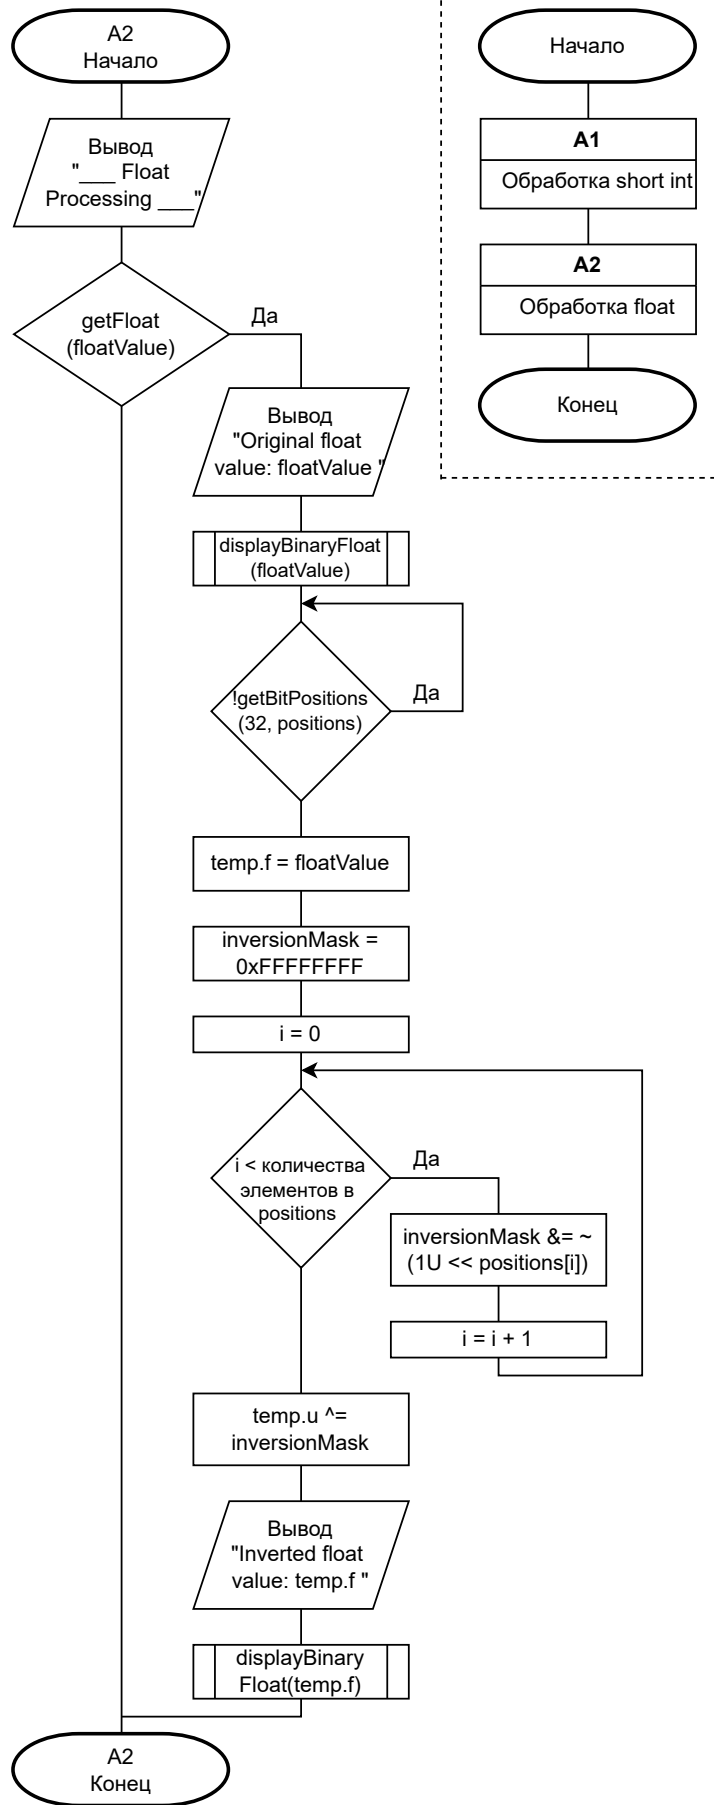 A2
Начало
Вывод
"___ Float
Processing ___"
getFloat
(floatValue)
Да
Вывод
"Original float
value: floatValue "
displayBinaryFloat
(floatValue)
!getBitPositions
(32, positions)
Да
temp.f = floatValue
inversionMask =
0xFFFFFFFF
i = 0
i < количества
элементов в
positions
Да
inversionMask &= ~
(1U << positions[i])
i = i + 1
temp.u ^=
inversionMask
Вывод
"Inverted float
value: temp.f "
displayBinary
Float(temp.f)
A2
Конец
Начало
A1
Обработка short int
A2
Обработка float
Конец